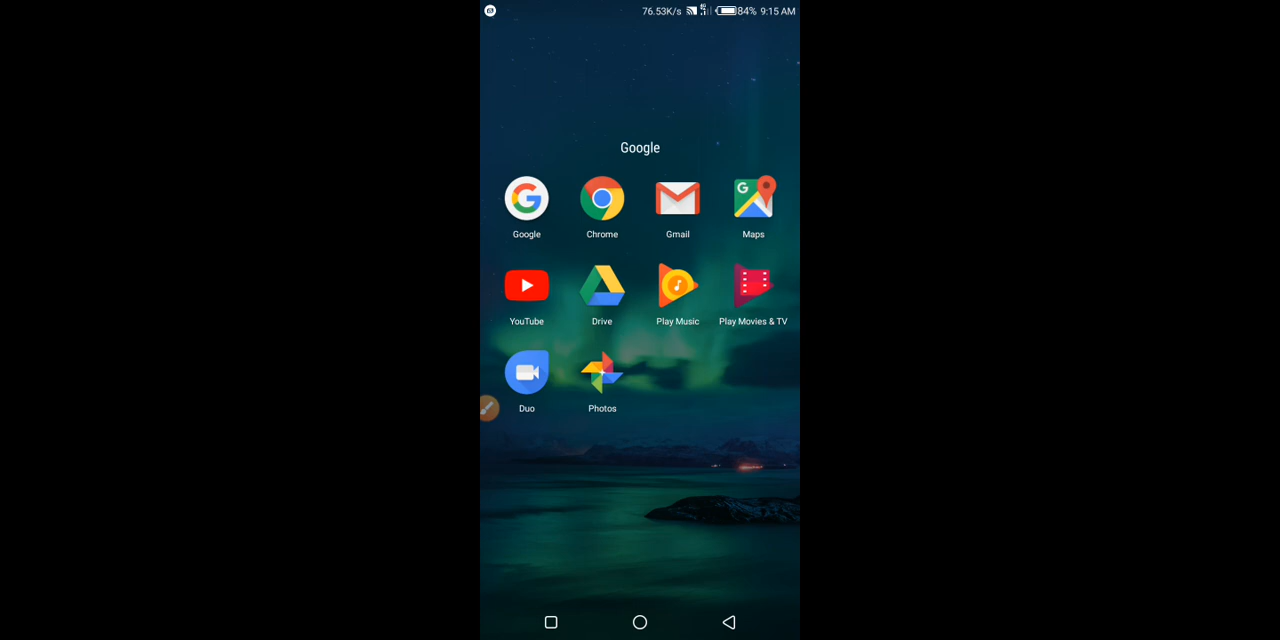 76.53K/s 4G 84% 9:15 AM
Google
Google Chrome Gmail Maps
YouTube Drive Play Music Play Movies & TV
Duo Photos